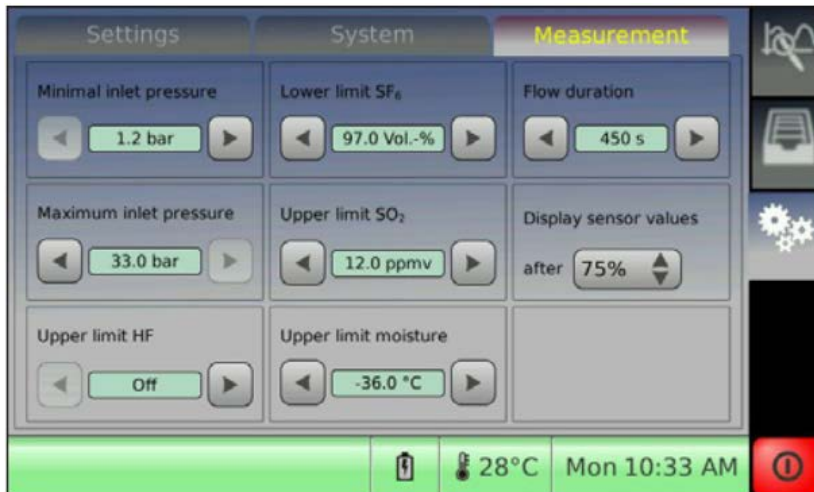 Settings System Measurement
Minimal inlet pressure Lower limit SF₆ Flow duration
1.2 bar 97.0 Vol.-% 450 s
Maximum inlet pressure Upper limit SO₂ Display sensor values
33.0 bar 12.0 ppmv after 75%
Upper limit HF Upper limit moisture
Off -36.0 °C
28°C Mon 10:33 AM